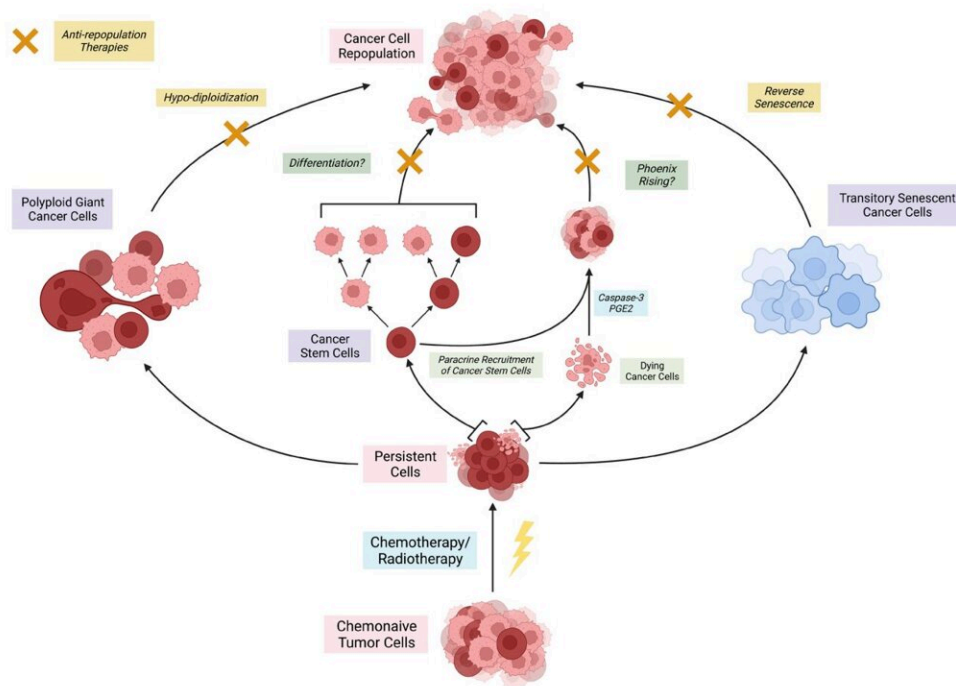 Anti-repopulation
Therapies
Cancer Cell
Repopulation
Hypo-diploidization
Reverse
Senescence
Differentiation?
Phoenix
Rising?
Polyploid Giant
Cancer Cells
Transitory Senescent
Cancer Cells
Caspase-3
PGE2
Cancer
Stem Cells
Paracrine Recruitment
of Cancer Stem Cells
Dying
Cancer Cells
Persistent
Cells
Chemotherapy/
Radiotherapy
Chemonaive
Tumor Cells